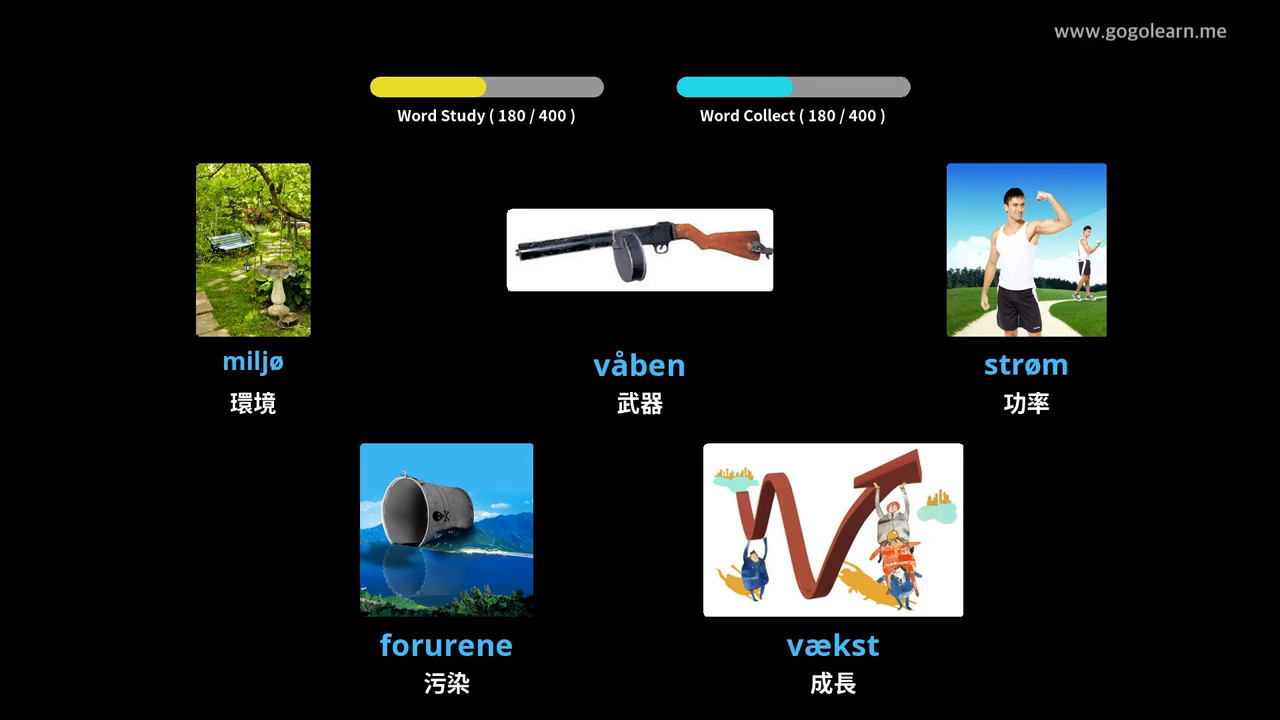 www.gogolearn.me
Word Study ( 180 / 400 )
Word Collect ( 180 / 400 )
miljø
環境
våben
武器
strøm
功率
forurene
污染
vækst
成長